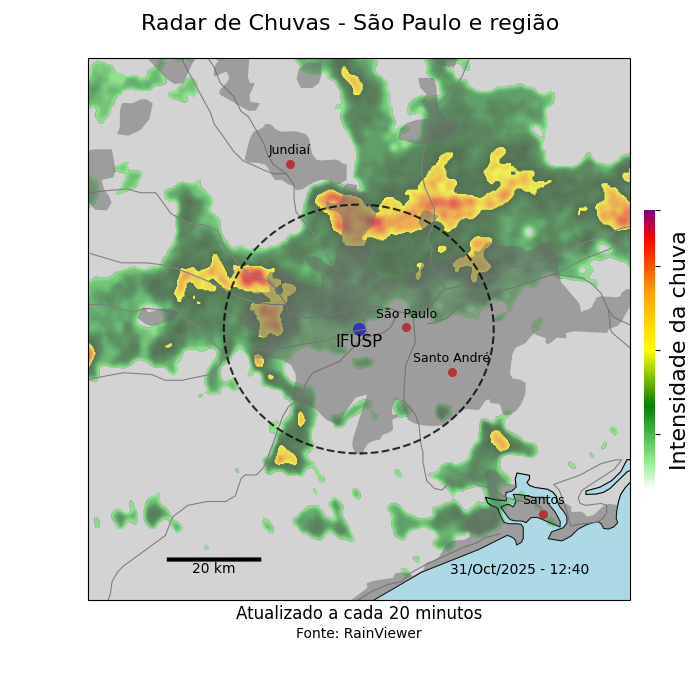 Radar de Chuvas - São Paulo e região
Jundiaí
São Paulo
IFUSP
Santo André
Santos
20 km
31/Oct/2025 - 12:40
Intensidade da chuva
Atualizado a cada 20 minutos
Fonte: RainViewer